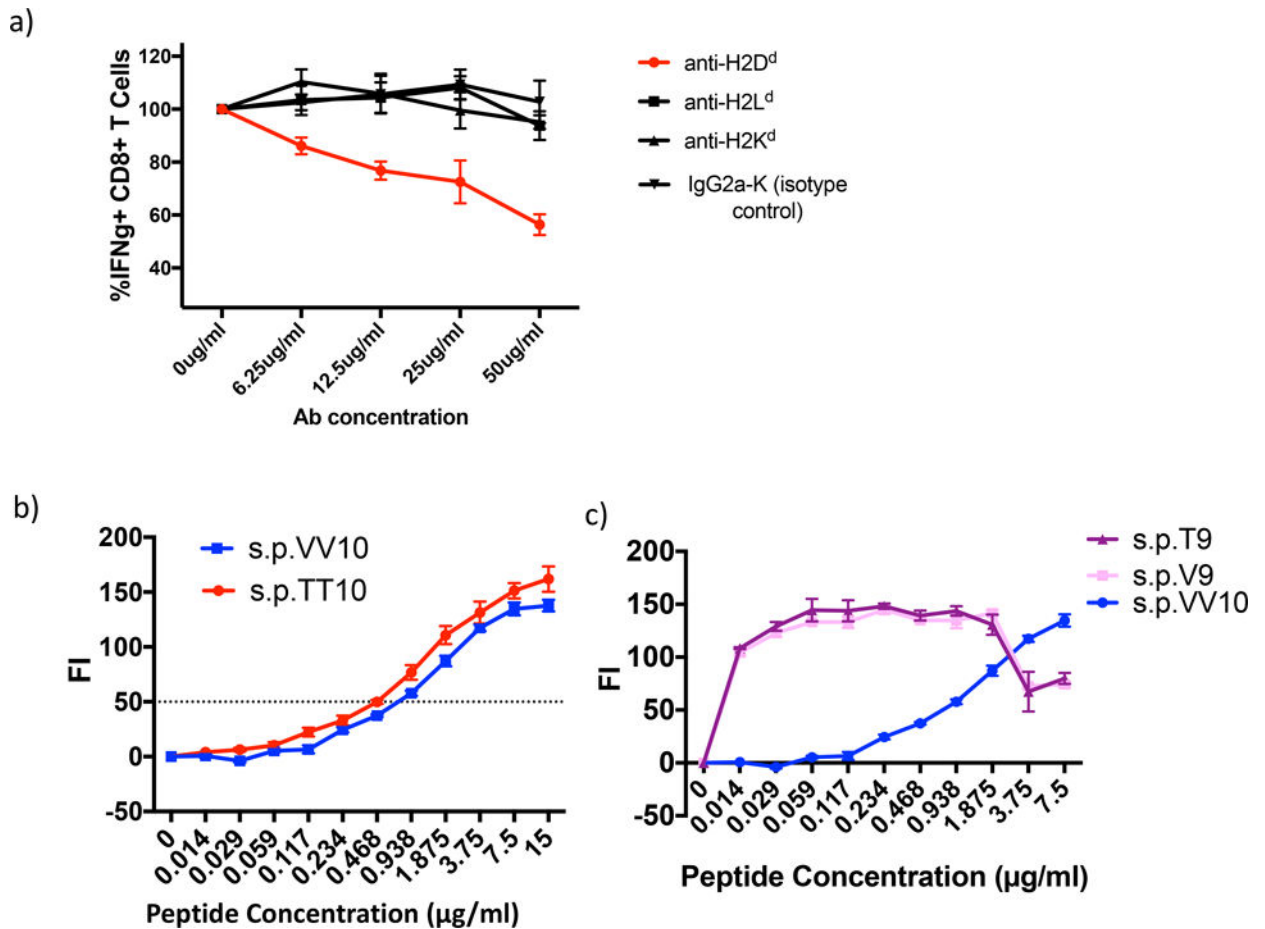 a)
%IFNg+ CD8+ T Cells
120
100
80
60
40
0ug/ml
6.25ug/ml
12.5ug/ml
25ug/ml
50ug/ml
Ab concentration
anti-H2Dᵈ
anti-H2Lᵈ
anti-H2Kᵈ
IgG2a-K (isotype
control)
b)
FI
200
150
100
50
0
-50
s.p.VV10
s.p.TT10
0
0.014
0.029
0.059
0.117
0.234
0.468
0.938
1.875
3.75
7.5
15
Peptide Concentration (µg/ml)
c)
FI
200
150
100
50
0
-50
s.p.T9
s.p.V9
s.p.VV10
0
0.014
0.029
0.059
0.117
0.234
0.468
0.938
1.875
3.75
7.5
Peptide Concentration (µg/ml)